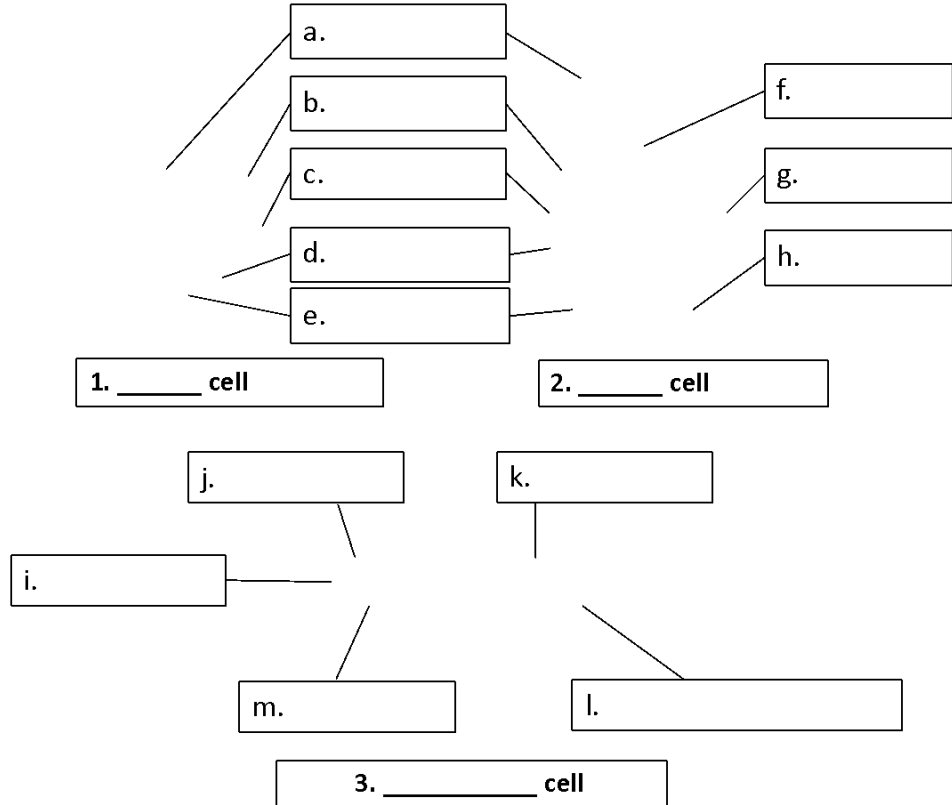 a.
b.
c.
d.
e.
f.
g.
h.
1. ______ cell
2. ______ cell
j.
k.
i.
m.
l.
3. ___________ cell